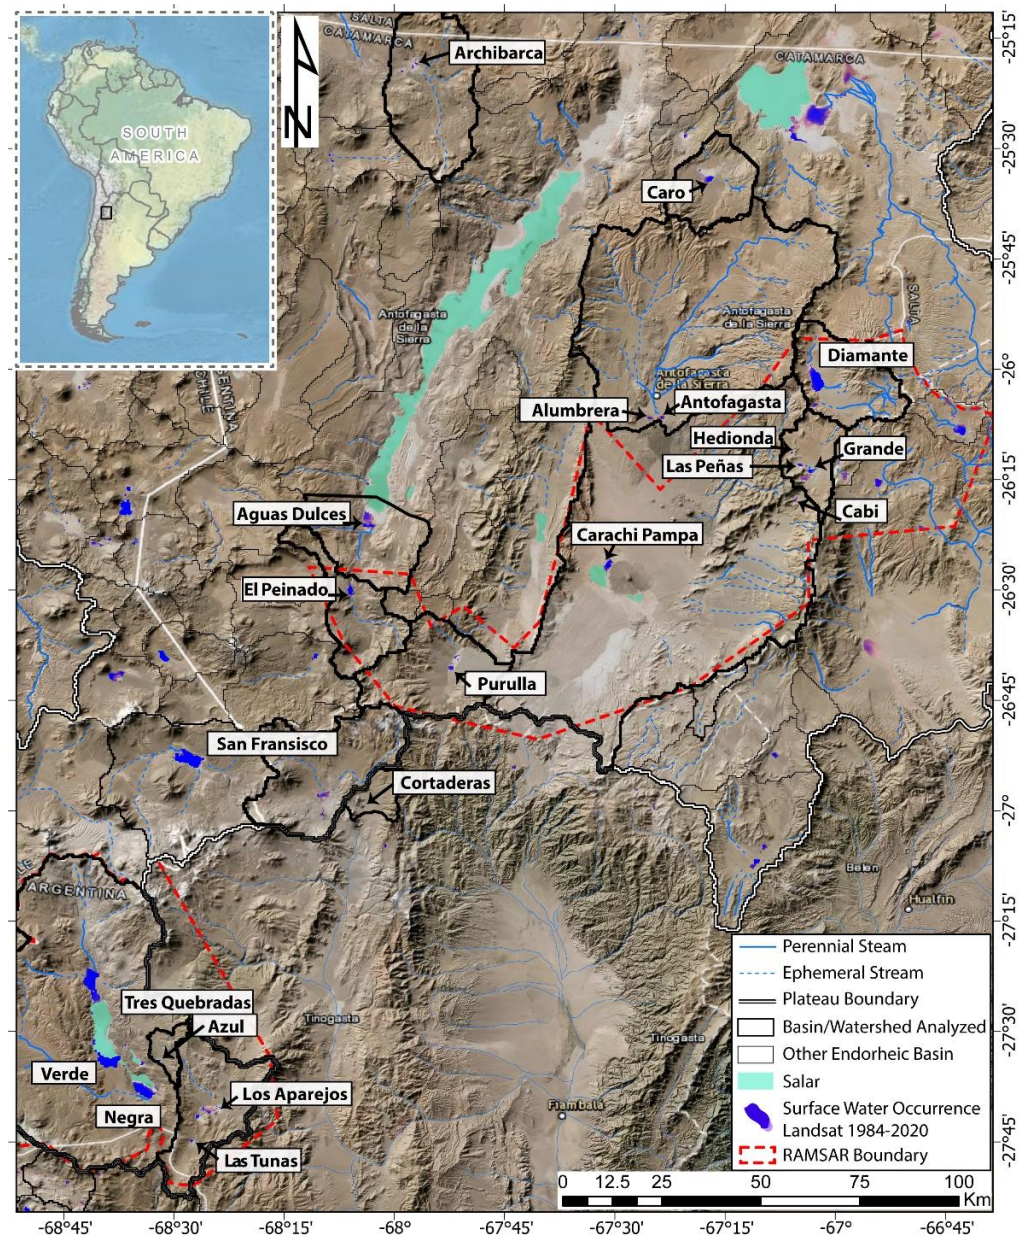 SOUTH
AMERICA
N
SALTA
CATAMARCA
CATAMARCA
Archibarca
Caro
SALTA
Antofagasta
de la
Sierra
Antofagasta
de la Sierra
Diamante
Antofagasta
de la Sierra
Alumbrera
Antofagasta
Hedionda
Grande
Las Peñas
Cabi
Aguas Dulces
Carachi Pampa
El Peinado
Purulla
San Fransisco
Cortaderas
ARGENTINA
CHILE
ARGENTINA
Belen
Hualfin
Tres Quebradas
Azul
Verde
Negra
Los Aparejos
Las Tunas
Tinogasta
Tinogasta
Fiambalá
Perennial Steam
Ephemeral Stream
Plateau Boundary
Basin/Watershed Analyzed
Other Endorheic Basin
Salar
Surface Water Occurrence
Landsat 1984-2020
RAMSAR Boundary
0 12.5 25 50 75 100
Km
-25°15'
-25°30'
-25°45'
-26°
-26°15'
-26°30'
-26°45'
-27°
-27°15'
-27°30'
-27°45'
-68°45' -68°30' -68°15' -68° -67°45' -67°30' -67°15' -67° -66°45'